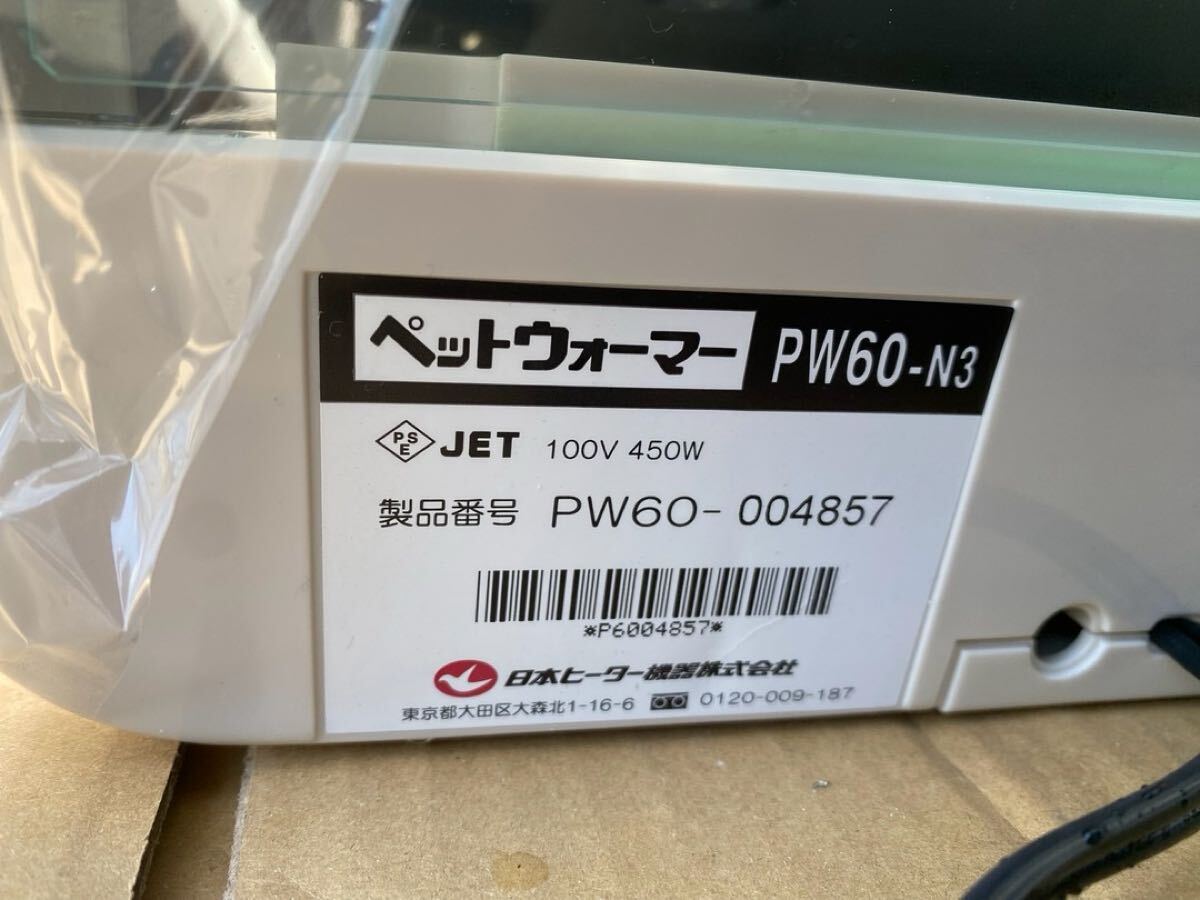 ペットウォーマー PW60-N3
PSE JET 100V 450W
製品番号 PW60-004857
*P6004857*
日本ヒーター機器株式会社
東京都大田区大森北1-16-6 0120-009-187